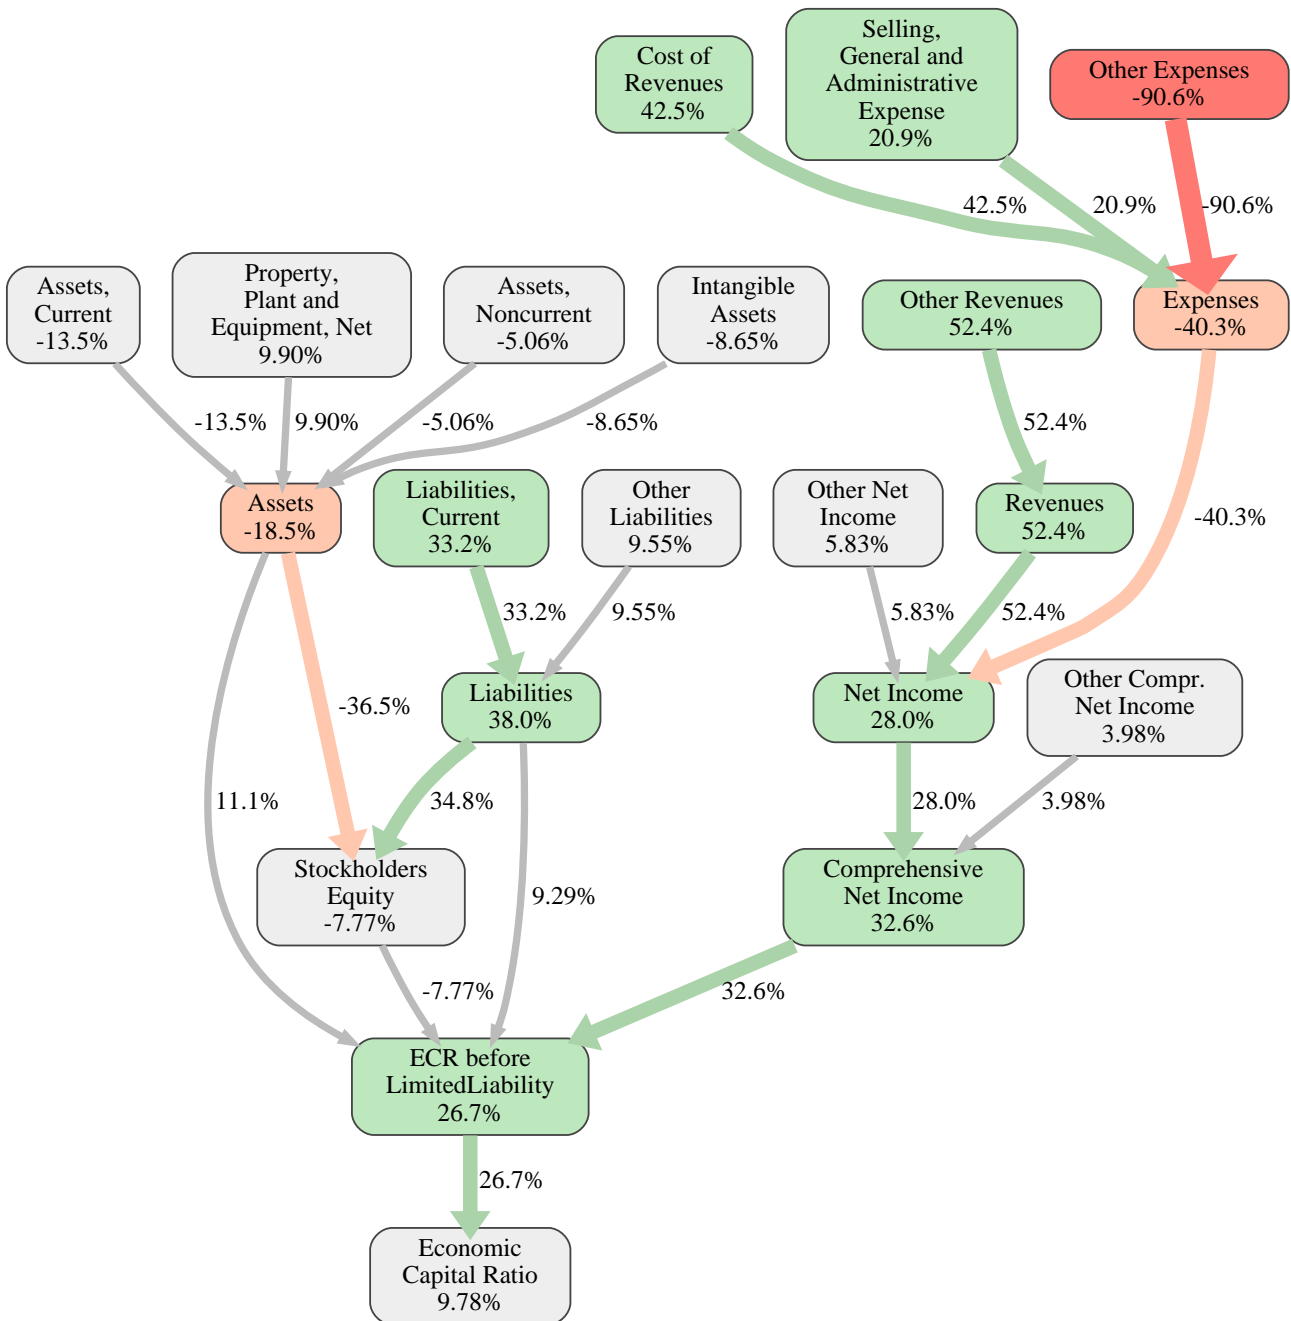 Cost of
Revenues
42.5%
Selling,
General and
Administrative
Expense
20.9%
Other Expenses
-90.6%
42.5%
20.9%
-90.6%
Assets,
Current
-13.5%
Property,
Plant and
Equipment, Net
9.90%
Assets,
Noncurrent
-5.06%
Intangible
Assets
-8.65%
Other Revenues
52.4%
Expenses
-40.3%
-13.5%
9.90%
-5.06%
-8.65%
52.4%
-40.3%
Assets
-18.5%
Liabilities,
Current
33.2%
Other
Liabilities
9.55%
Other Net
Income
5.83%
Revenues
52.4%
33.2%
9.55%
5.83%
52.4%
-36.5%
Liabilities
38.0%
Net Income
28.0%
Other Compr.
Net Income
3.98%
11.1%
34.8%
9.29%
28.0%
3.98%
Stockholders
Equity
-7.77%
Comprehensive
Net Income
32.6%
-7.77%
32.6%
ECR before
LimitedLiability
26.7%
26.7%
Economic
Capital Ratio
9.78%